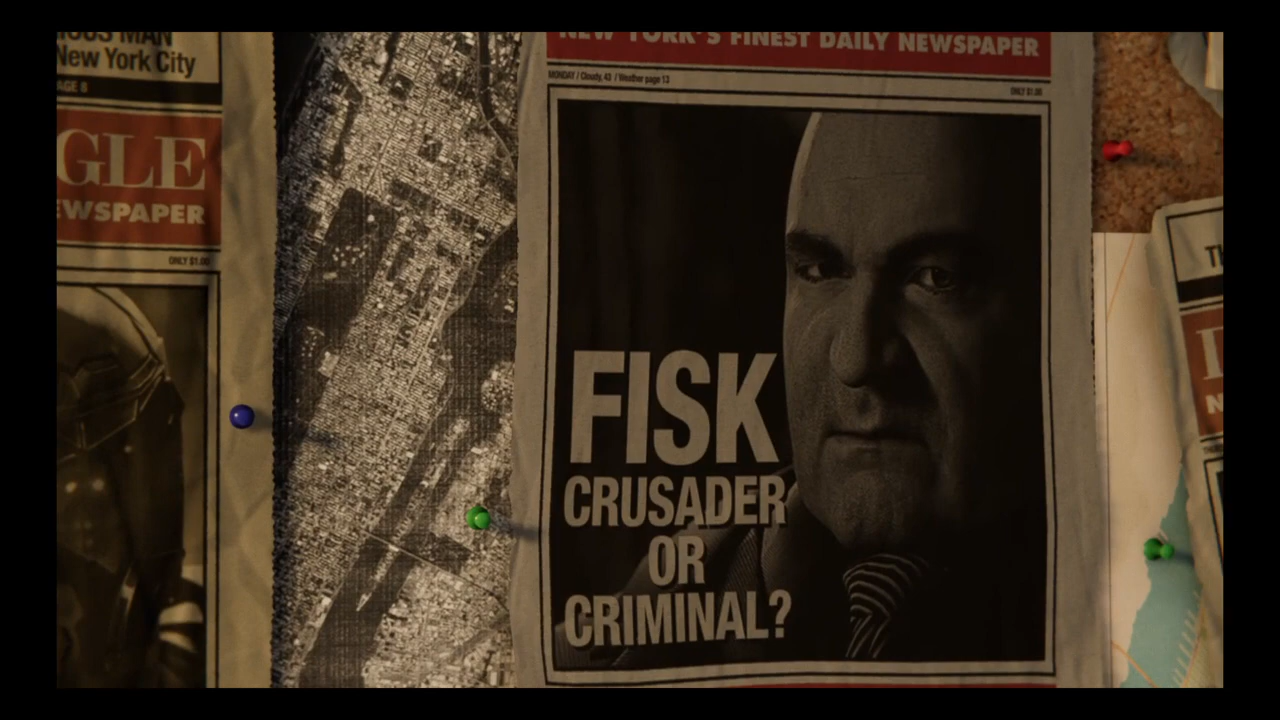 New York City
GLE
NEWSPAPER
ONLY $1.00
NEW YORK'S FINEST DAILY NEWSPAPER
MONDAY / Cloudy, 43 / Weather page 13
ONLY $1.00
FISK
CRUSADER
OR
CRIMINAL?